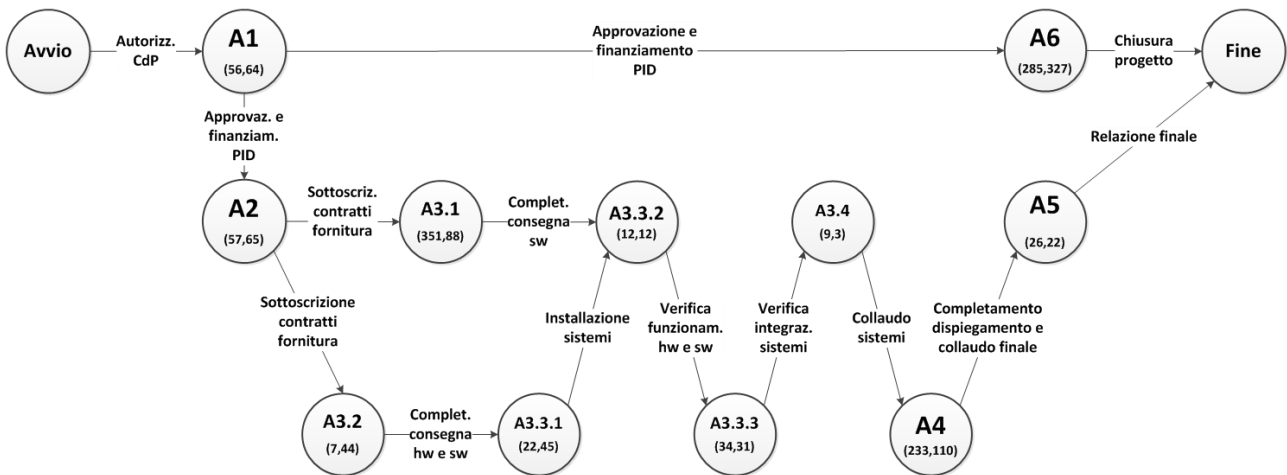 Avvio
Autorizz.
CdP
A1
(56,64)
Approvazione e
finanziamento
PID
A6
(285,327)
Chiusura
progetto
Fine
Approvaz. e
finanziam.
PID
Relazione finale
A2
(57,65)
Sottoscriz.
contratti
fornitura
A3.1
(351,88)
Complet.
consegna
sw
A3.3.2
(12,12)
A3.4
(9,3)
A5
(26,22)
Sottoscrizione
contratti
fornitura
Installazione
sistemi
Verifica
funzionam.
hw e sw
Verifica
integraz.
sistemi
Collaudo
sistemi
Completamento
dispiegamento e
collaudo finale
A3.2
(7,44)
Complet.
consegna
hw e sw
A3.3.1
(22,45)
A3.3.3
(34,31)
A4
(233,110)